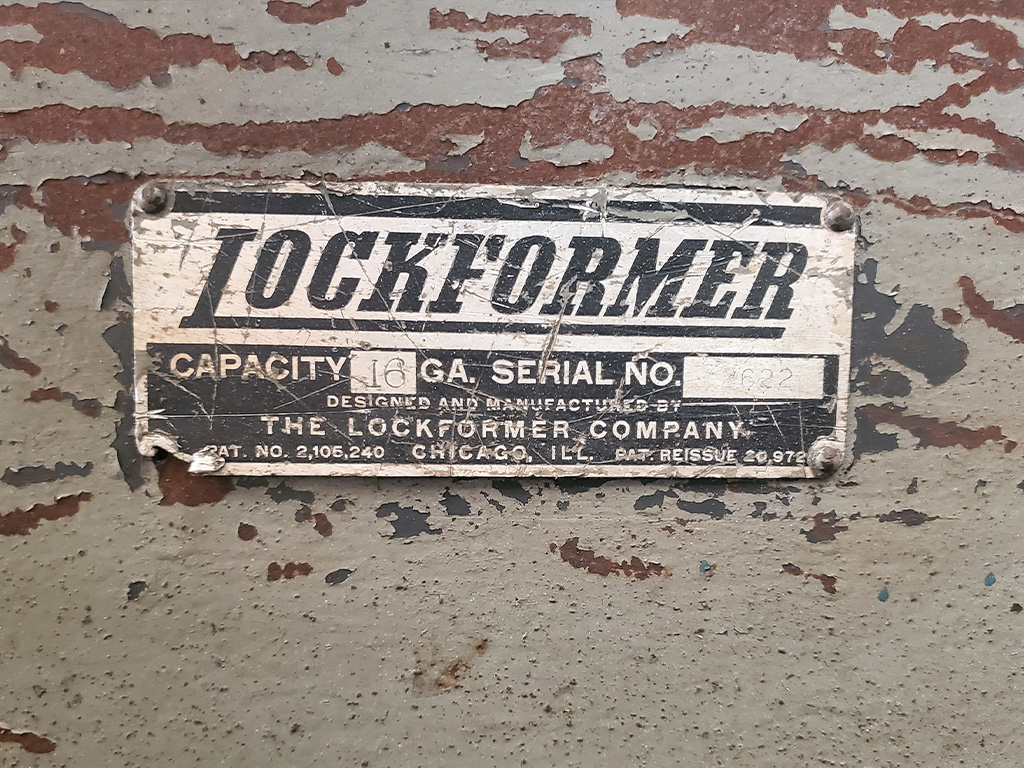 LOCKFORMER
CAPACITY 16 GA. SERIAL NO. 2622
DESIGNED AND MANUFACTURED BY
THE LOCKFORMER COMPANY
PAT. NO. 2,105,240 CHICAGO, ILL. PAT. REISSUE 20,972